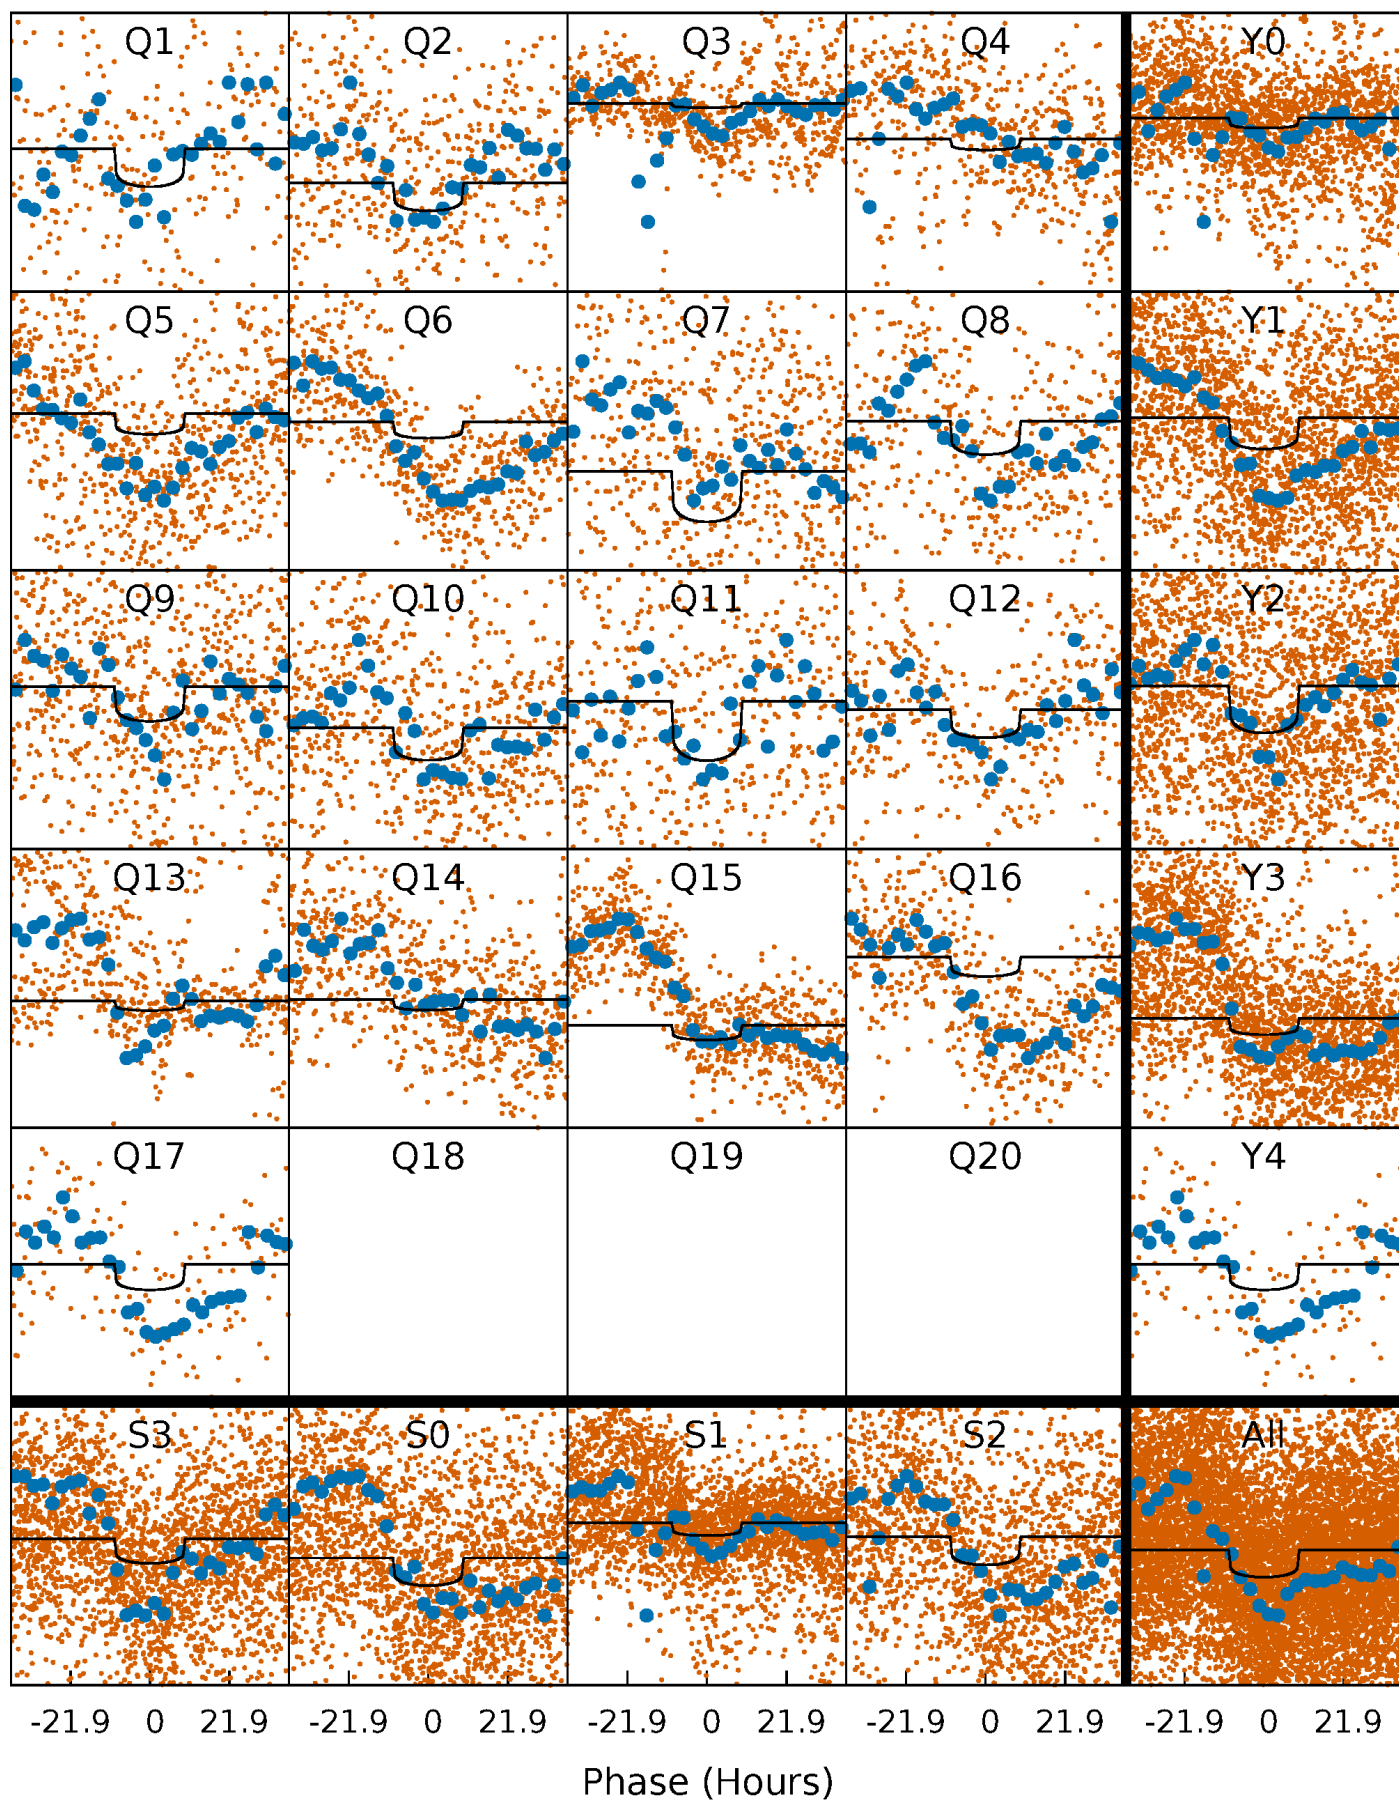 Q1 Q2 Q3 Q4 Y0
Q5 Q6 Q7 Q8 Y1
Q9 Q10 Q11 Q12 Y2
Q13 Q14 Q15 Q16 Y3
Q17 Q18 Q19 Q20 Y4
S3 S0 S1 S2 All
-21.9 0 21.9 -21.9 0 21.9 -21.9 0 21.9 -21.9 0 21.9 -21.9 0 21.9
Phase (Hours)